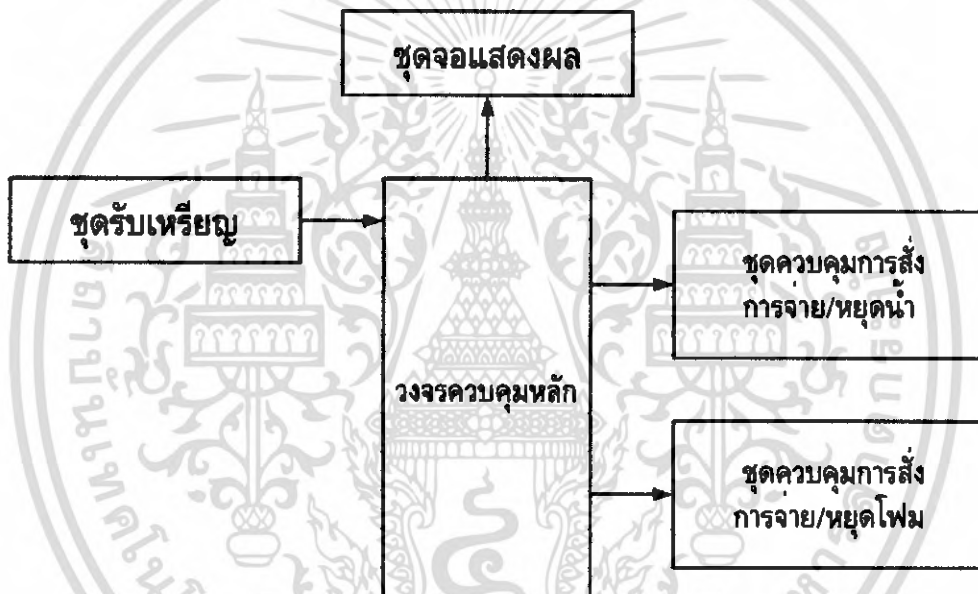 ชุดจอแสดงผล
ชุดรับเหรียญ
ชุดควบคุมการสั่ง
การจ่าย/หยุดน้ำ
วงจรควบคุมหลัก
ชุดควบคุมการสั่ง
การจ่าย/หยุดโฟม